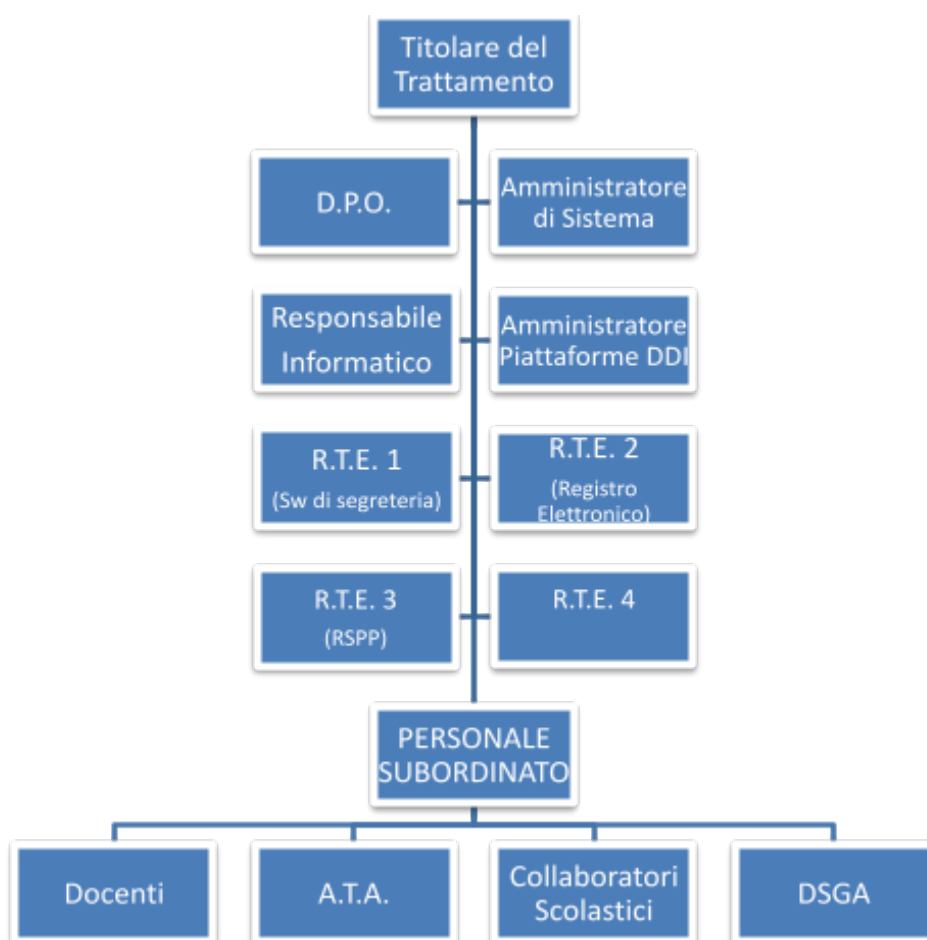 Titolare del
Trattamento
D.P.O.
Amministratore
di Sistema
Responsabile
Informatico
Amministratore
Piattaforme DDI
R.T.E. 1
(Sw di segreteria)
R.T.E. 2
(Registro
Elettronico)
R.T.E. 3
(RSPP)
R.T.E. 4
PERSONALE
SUBORDINATO
Docenti
A.T.A.
Collaboratori
Scolastici
DSGA